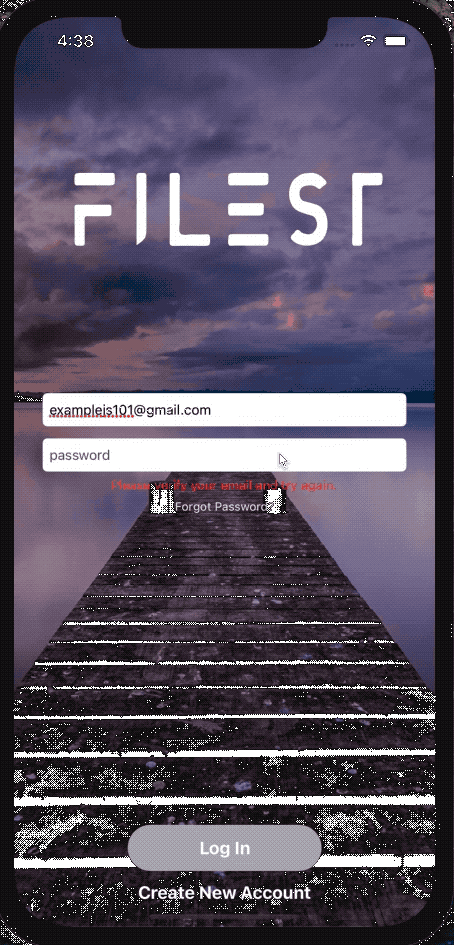 4:38
FILEST
examplejs101@gmail.com
password
Please verify your email and try again.
Forgot Password
Log In
Create New Account